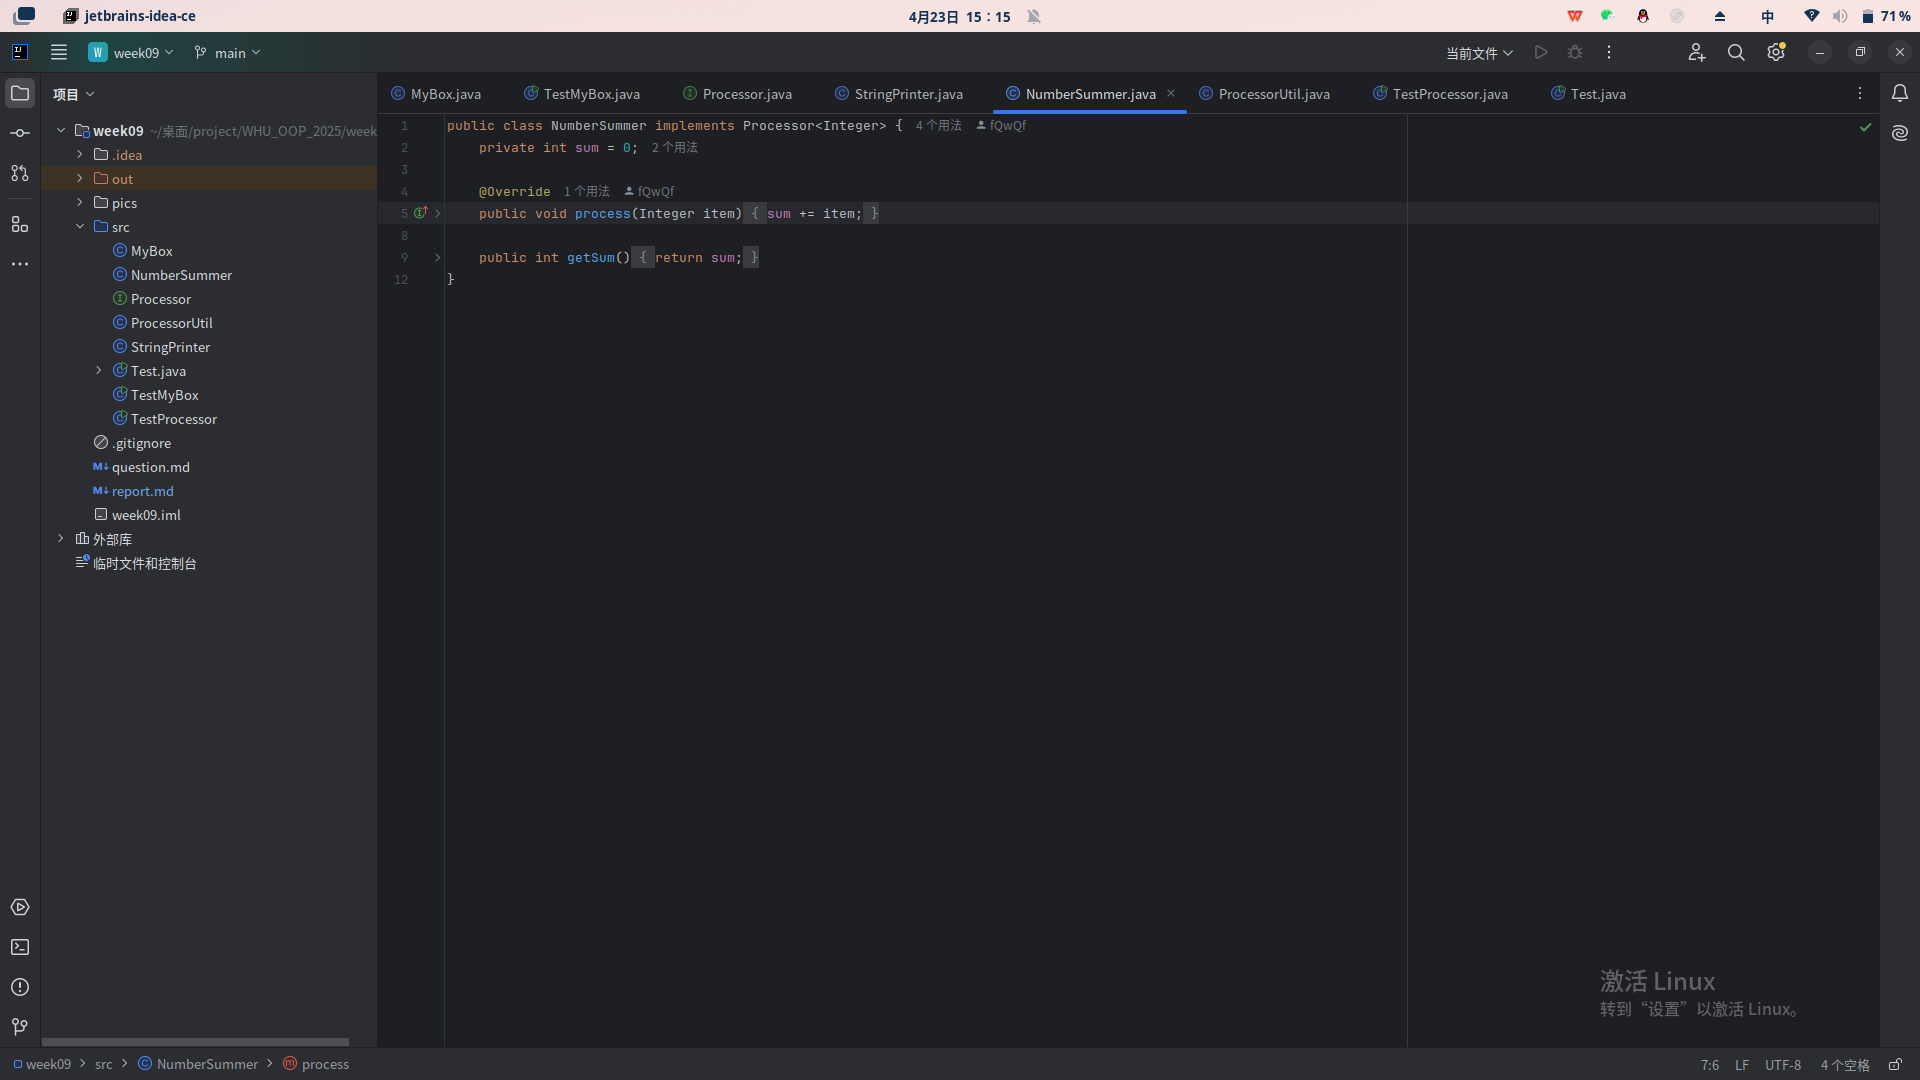 jetbrains-idea-ce
4月23日 15：15
中
71%
W
week09
main
当前文件
项目
MyBox.java
TestMyBox.java
Processor.java
StringPrinter.java
NumberSummer.java
ProcessorUtil.java
TestProcessor.java
Test.java
week09 ~/桌面/project/WHU_OOP_2025/week
.idea
out
pics
src
MyBox
NumberSummer
Processor
ProcessorUtil
StringPrinter
Test.java
TestMyBox
TestProcessor
.gitignore
question.md
report.md
week09.iml
外部库
临时文件和控制台
1 public class NumberSummer implements Processor<Integer> { 4 个用法 fQwQf
2 private int sum = 0; 2 个用法
3
4 @Override 1 个用法 fQwQf
5 public void process(Integer item) { sum += item; }
8
9 public int getSum() { return sum; }
12 }
激活 Linux
转到“设置”以激活 Linux。
week09 > src > NumberSummer > process
7:6 LF UTF-8 4 个空格